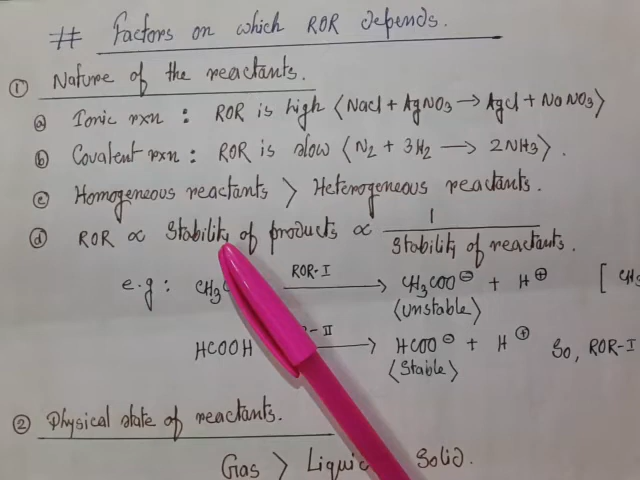 # Factors on which ROR depends.
① Nature of the reactants.
ⓐ Ionic rxn : ROR is high ⟨NaCl + AgNO₃ → AgCl + NaNO₃⟩
ⓑ Covalent rxn : ROR is slow ⟨N₂ + 3H₂ → 2NH₃⟩.
ⓒ Homogeneous reactants > Heterogeneous reactants.
ⓓ ROR ∝ Stability of products ∝ 1 / Stability of reactants.
e.g : ROR-I → CH₃COO⊖ + H⊕
⟨Unstable⟩
HCOOH → HCOO⊖ + H⊕ So, ROR-I
⟨Stable⟩
② Physical state of reactants.
Gas > Solid.